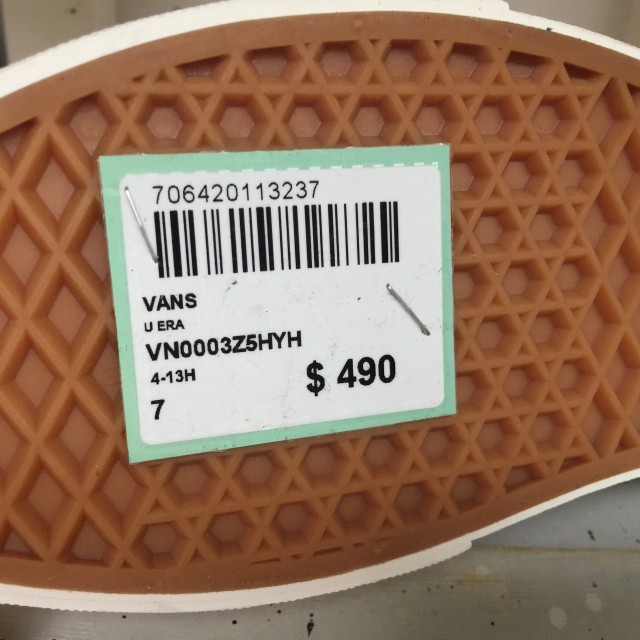 706420113237
VANS
U ERA
VN0003Z5HYH
4-13H
$ 490
7